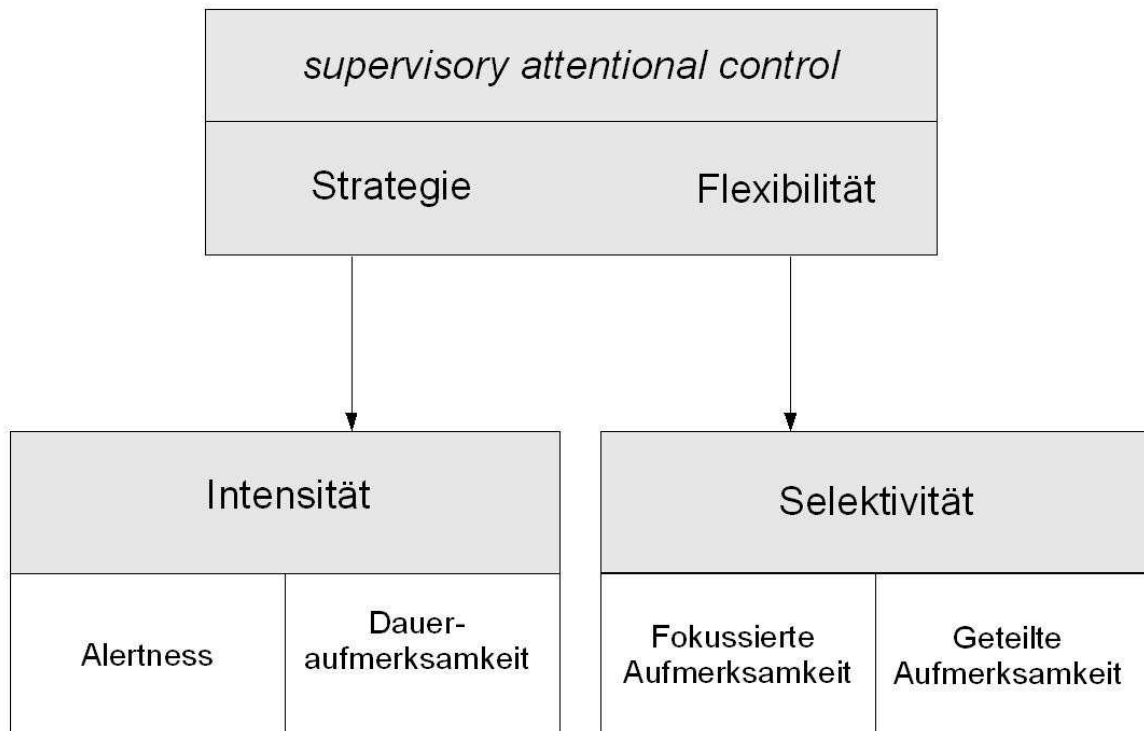 supervisory attentional control
Strategie Flexibilität
Intensität
Selektivität
Alertness
Dauer-
aufmerksamkeit
Fokussierte
Aufmerksamkeit
Geteilte
Aufmerksamkeit